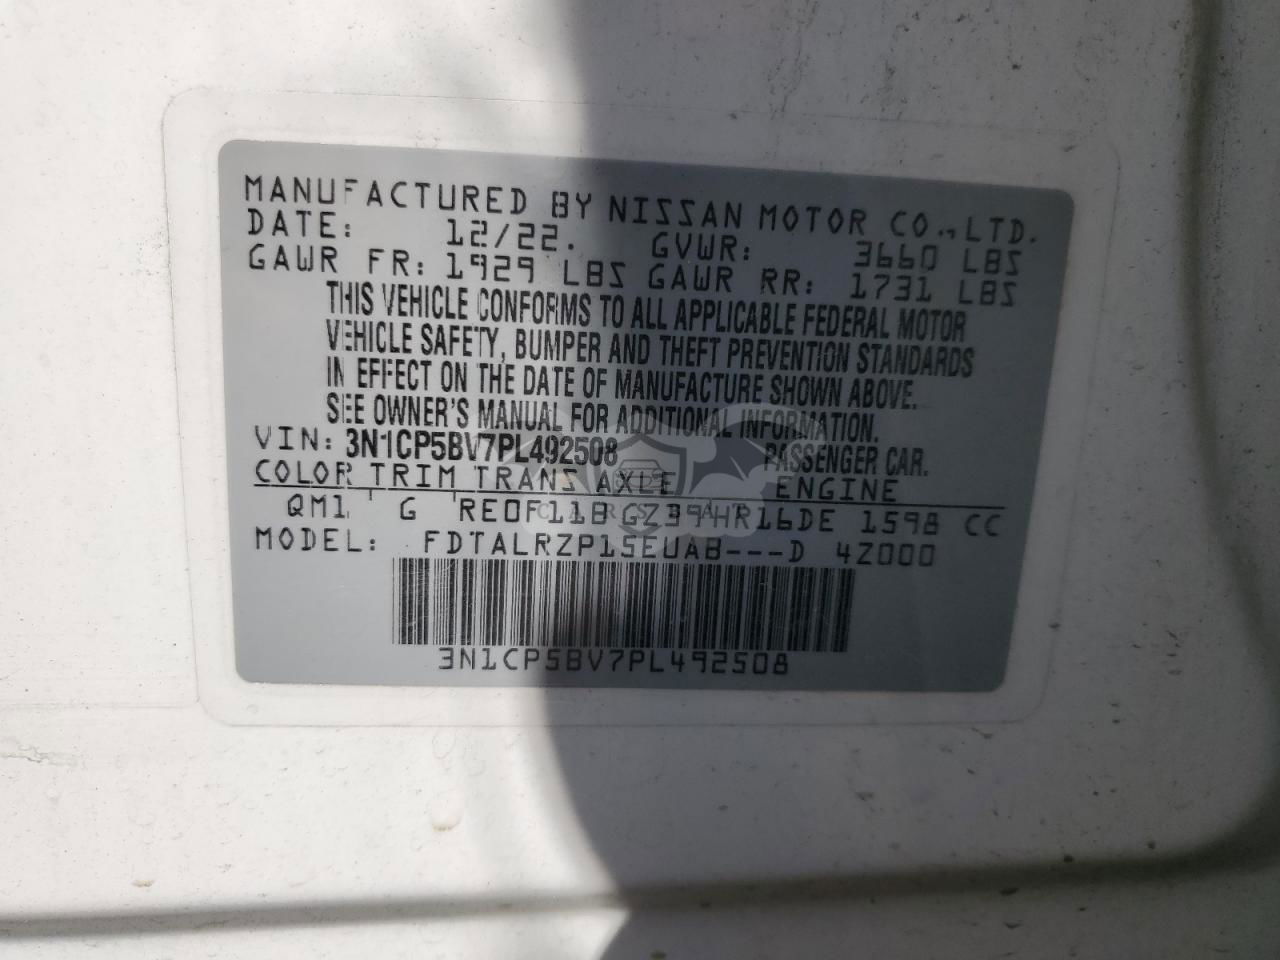 MANUFACTURED BY NISSAN MOTOR CO., LTD.
DATE: 12/22. GVWR: 3660 LBS
GAWR FR: 1929 LBS GAWR RR: 1731 LBS
THIS VEHICLE CONFORMS TO ALL APPLICABLE FEDERAL MOTOR
VEHICLE SAFETY, BUMPER AND THEFT PREVENTION STANDARDS
IN EFFECT ON THE DATE OF MANUFACTURE SHOWN ABOVE.
SEE OWNER'S MANUAL FOR ADDITIONAL INFORMATION.
VIN: 3N1CP5BV7PL492508 PASSENGER CAR.
COLOR TRIM TRANS AXLE ENGINE
QM1 G RE0F11B GZ39 HR16DE 1598 CC
MODEL: FDTALRZP15EUAB---D 4Z000
3N1CP5BV7PL492508